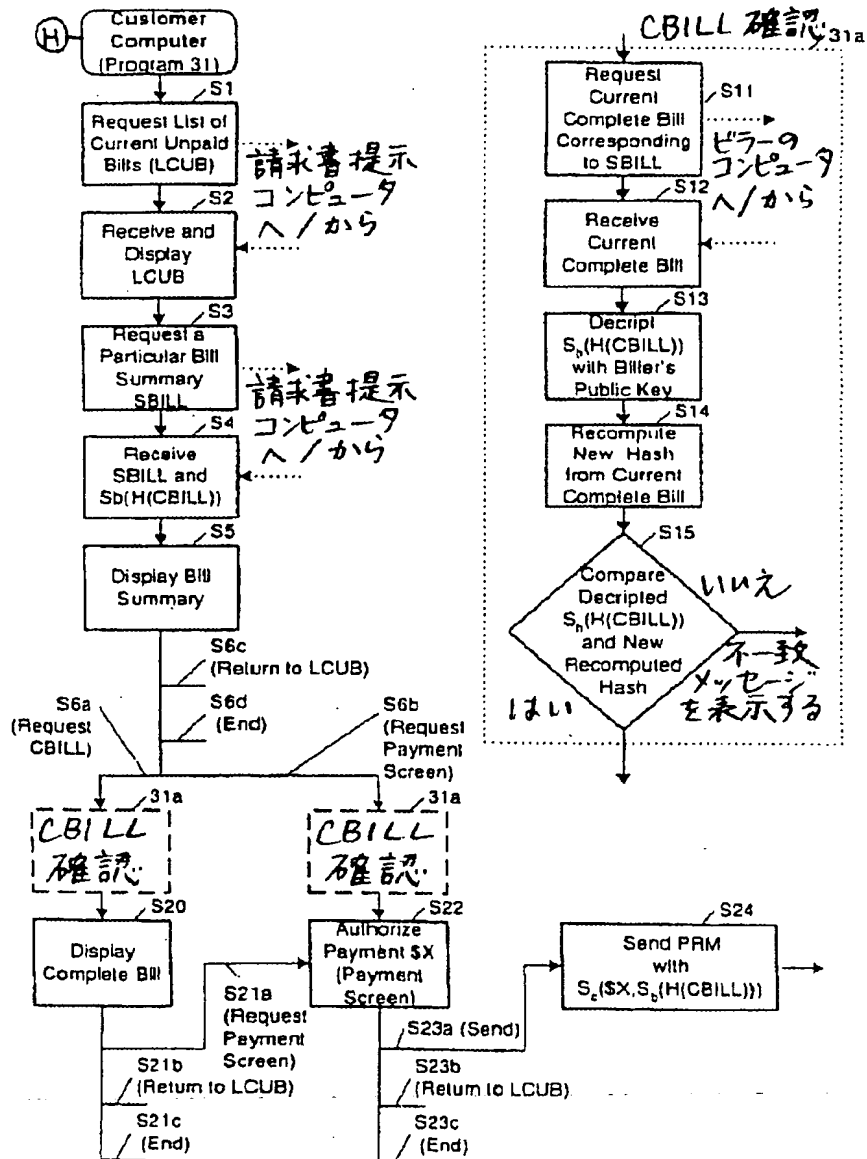 H
Customer
Computer
(Program 31)
S1
Request List of
Current Unpaid
Bills (LCUB)
請求書提示
コンピュータ
へ/から
S2
Receive and
Display
LCUB
S3
Request a
Particular Bill
Summary
SBILL
請求書提示
コンピュータ
へ/から
S4
Receive
SBILL and
Sb(H(CBILL))
S5
Display Bill
Summary
S6c
(Return to LCUB)
S6d
(End)
S6a
(Request
CBILL)
S6b
(Request
Payment
Screen)
31a
CBILL
確認
31a
CBILL
確認
S20
Display
Complete Bill
S22
Authorize
Payment $X
(Payment
Screen)
S21a
(Request
Payment
Screen)
S21b
(Return to LCUB)
S21c
(End)
S23a (Send)
S23b
(Return to LCUB)
S23c
(End)
S24
Send PRM
with
Sc($X,Sb(H(CBILL)))
CBILL 確認 31a
S11
Request
Current
Complete Bill
Corresponding
to SBILL
ビラーの
コンピュータ
へ/から
S12
Receive
Current
Complete Bill
S13
Decript
Sb(H(CBILL))
with Biller's
Public Key
S14
Recompute
New Hash
from Current
Complete Bill
S15
Compare
Decripted
Sb(H(CBILL))
and New
Recomputed
Hash
いいえ
不一致
メッセージ
を表示する
はい